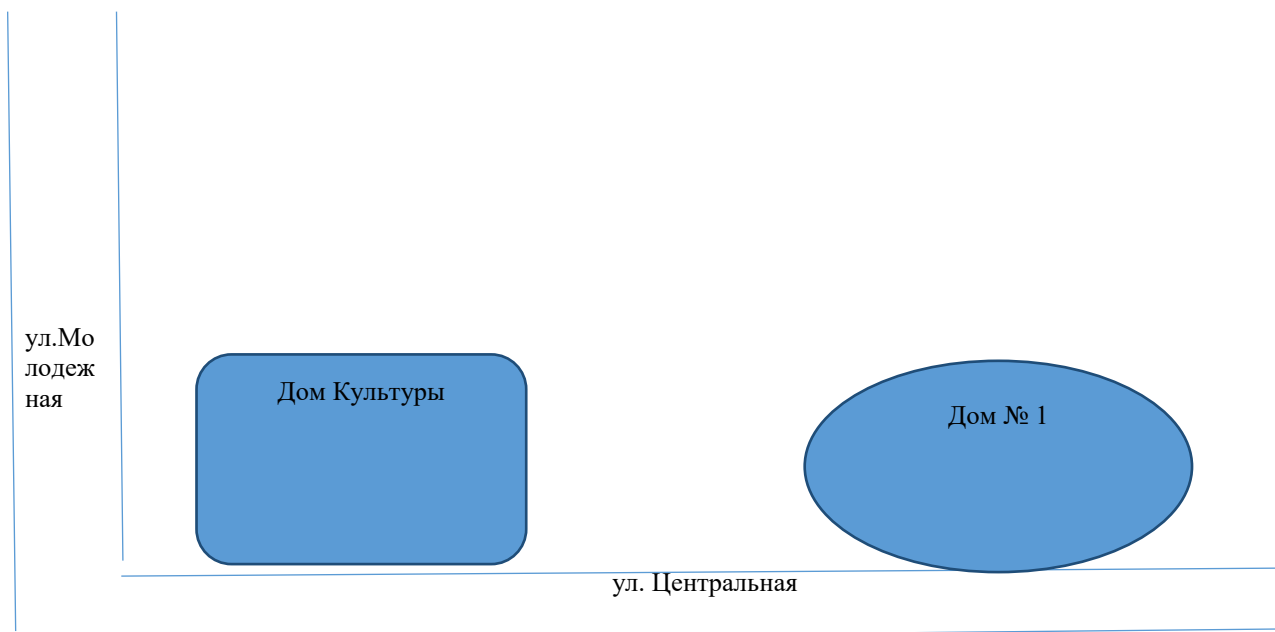 ул.Мо
лодеж
ная
Дом Культуры
Дом № 1
ул. Центральная